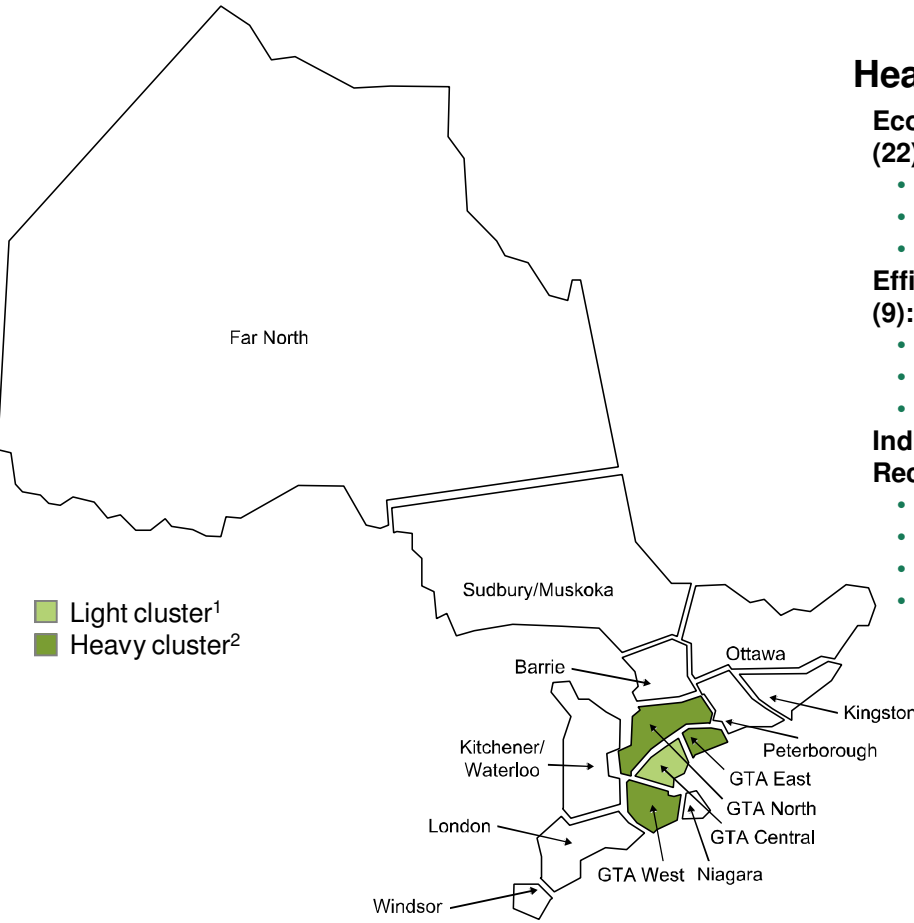 Hea
Eco
(22)
•
•
•
Effi
(9):
•
•
•
Ind
Rec
•
•
•
•
Far North
Sudbury/Muskoka
Light cluster¹
Heavy cluster²
Ottawa
Barrie
Kingston
Kitchener/
Waterloo
Peterborough
GTA East
GTA North
London
GTA Central
GTA West
Niagara
Windsor